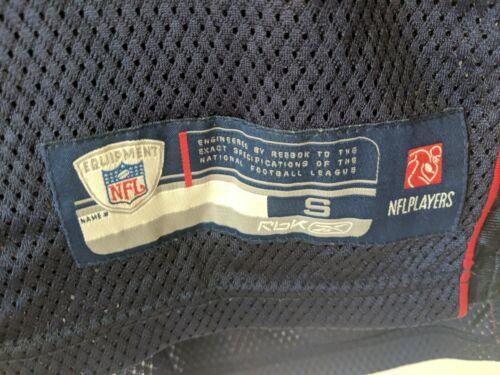 EQUIPMENT
NFL
NAME #
ENGINEERED BY REEBOK TO THE
EXACT SPECIFICATIONS OF THE
NATIONAL FOOTBALL LEAGUE
S
RBK
NFLPLAYERS